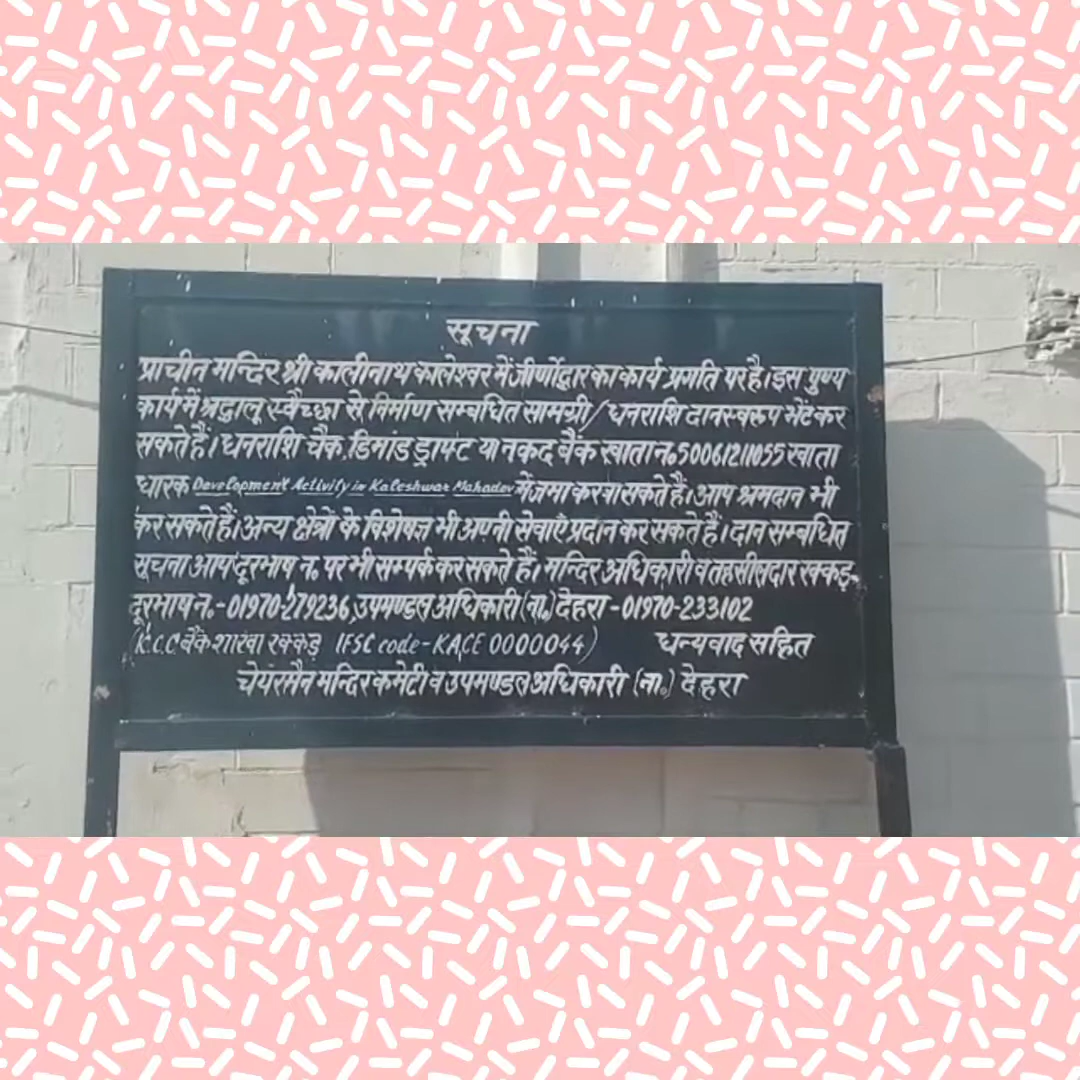 सूचना
प्राचीन मन्दिर श्री कालीनाथ कालेश्वर में जीर्णोद्धार का कार्य प्रगति पर है। इस पुण्य
कार्य में श्रद्धालू स्वैच्छा से निर्माण सम्बधित सामग्री/धनराशि दानस्वरूप भेंट कर
सकते हैं। धनराशि चैक, डिमांड ड्राफ्ट या नकद बैंक खाता न॰ 50061211055 खाता
धारक Development Activity in Kaleshwar Mahadev में जमा करवा सकते हैं। आप श्रमदान भी
कर सकते हैं। अन्य क्षेत्रों के विशेषज्ञ भी अपनी सेवाएँ प्रदान कर सकते हैं। दान सम्बधित
सूचना आप दूरभाष न॰ पर भी सम्पर्क कर सकते हैं। मन्दिर अधिकारी व तहसीलदार रक्कड़
दूरभाष न॰-01970-279236, उपमण्डल अधिकारी (ना॰) देहरा -01970-233102
(K.C.C बैंक शाखा रक्कड़ IFSC code-KACE 0000044) धन्यवाद सहित
चेयरमैन मन्दिर कमेटी व उपमण्डल अधिकारी (ना॰) देहरा